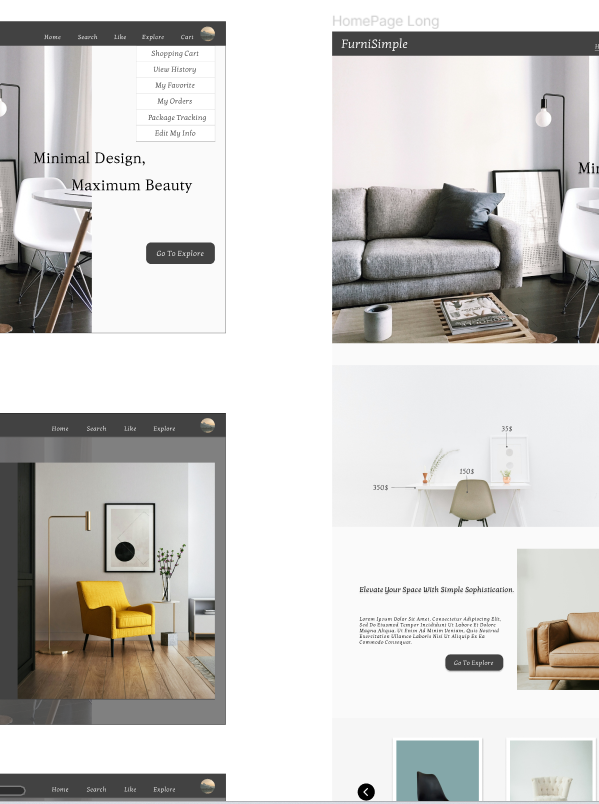 Home Search Like Explore Cart
Shopping Cart
View History
My Favorite
My Orders
Package Tracking
Edit My Info
Minimal Design,
Maximum Beauty
Go To Explore
Home Search Like Explore
Home Search Like Explore
HomePage Long
FurniSimple
35$
150$
350$
Elevate Your Space With Simple Sophistication.
Lorem Ipsum Dolor Sit Amet, Consectetur Adipiscing Elit,
Sed Do Eiusmod Tempor Incididunt Ut Labore Et Dolore
Magna Aliqua. Ut Enim Ad Minim Veniam, Quis Nostrud
Exercitation Ullamco Laboris Nisi Ut Aliquip Ex Ea
Commodo Consequat.
Go To Explore